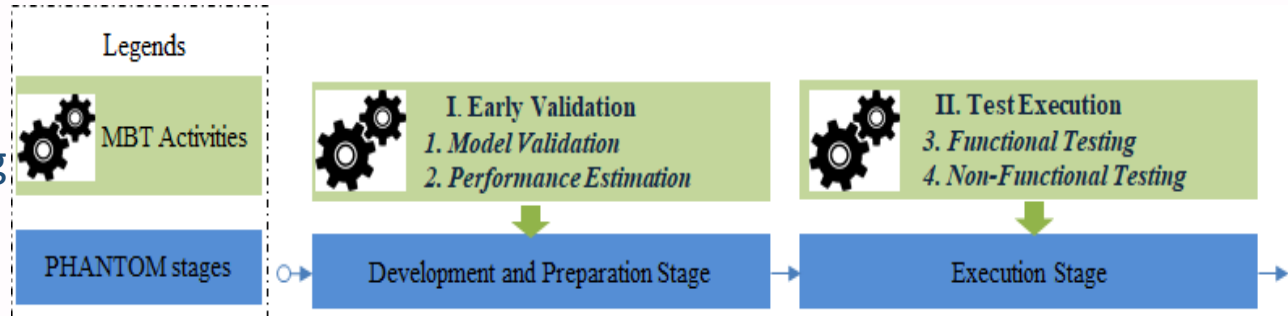 Legends
MBT Activities
PHANTOM stages
I. Early Validation
1. Model Validation
2. Performance Estimation
Development and Preparation Stage
II. Test Execution
3. Functional Testing
4. Non-Functional Testing
Execution Stage